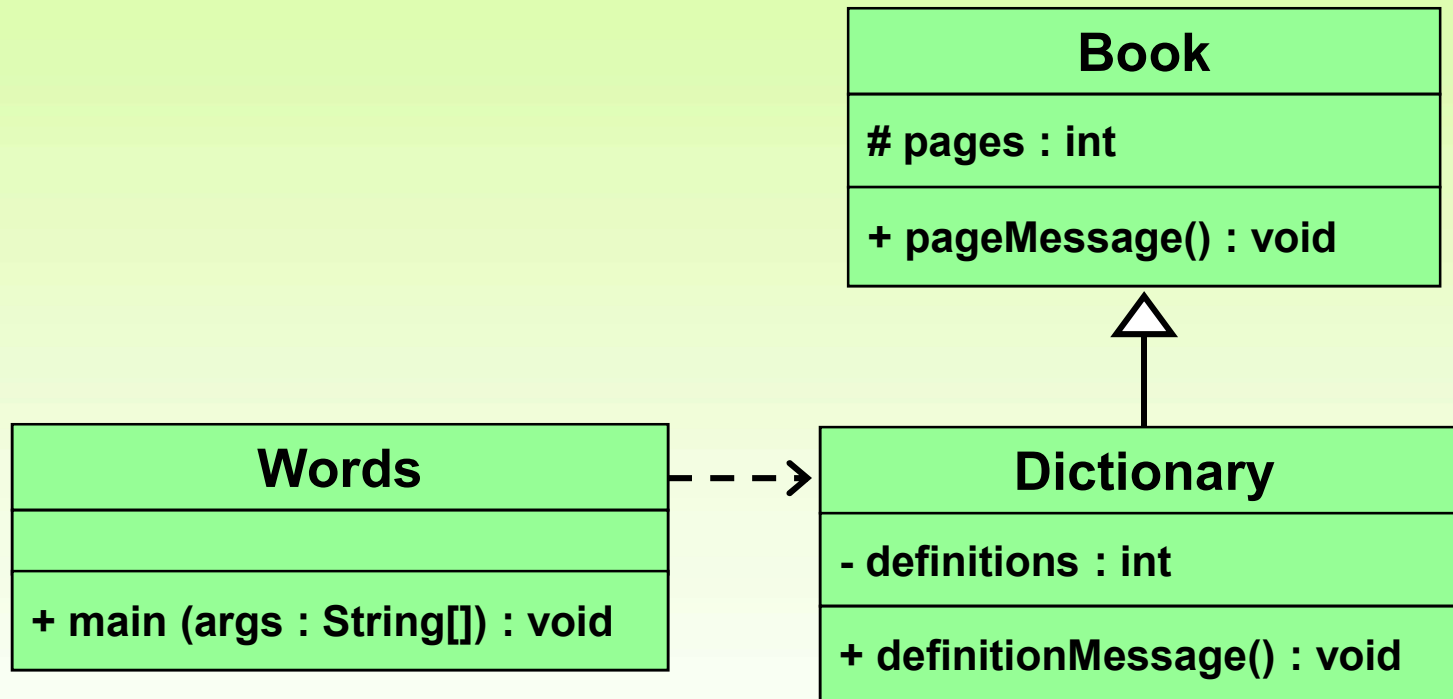 Book
# pages : int
+ pageMessage() : void
Words
+ main (args : String[]) : void
Dictionary
- definitions : int
+ definitionMessage() : void